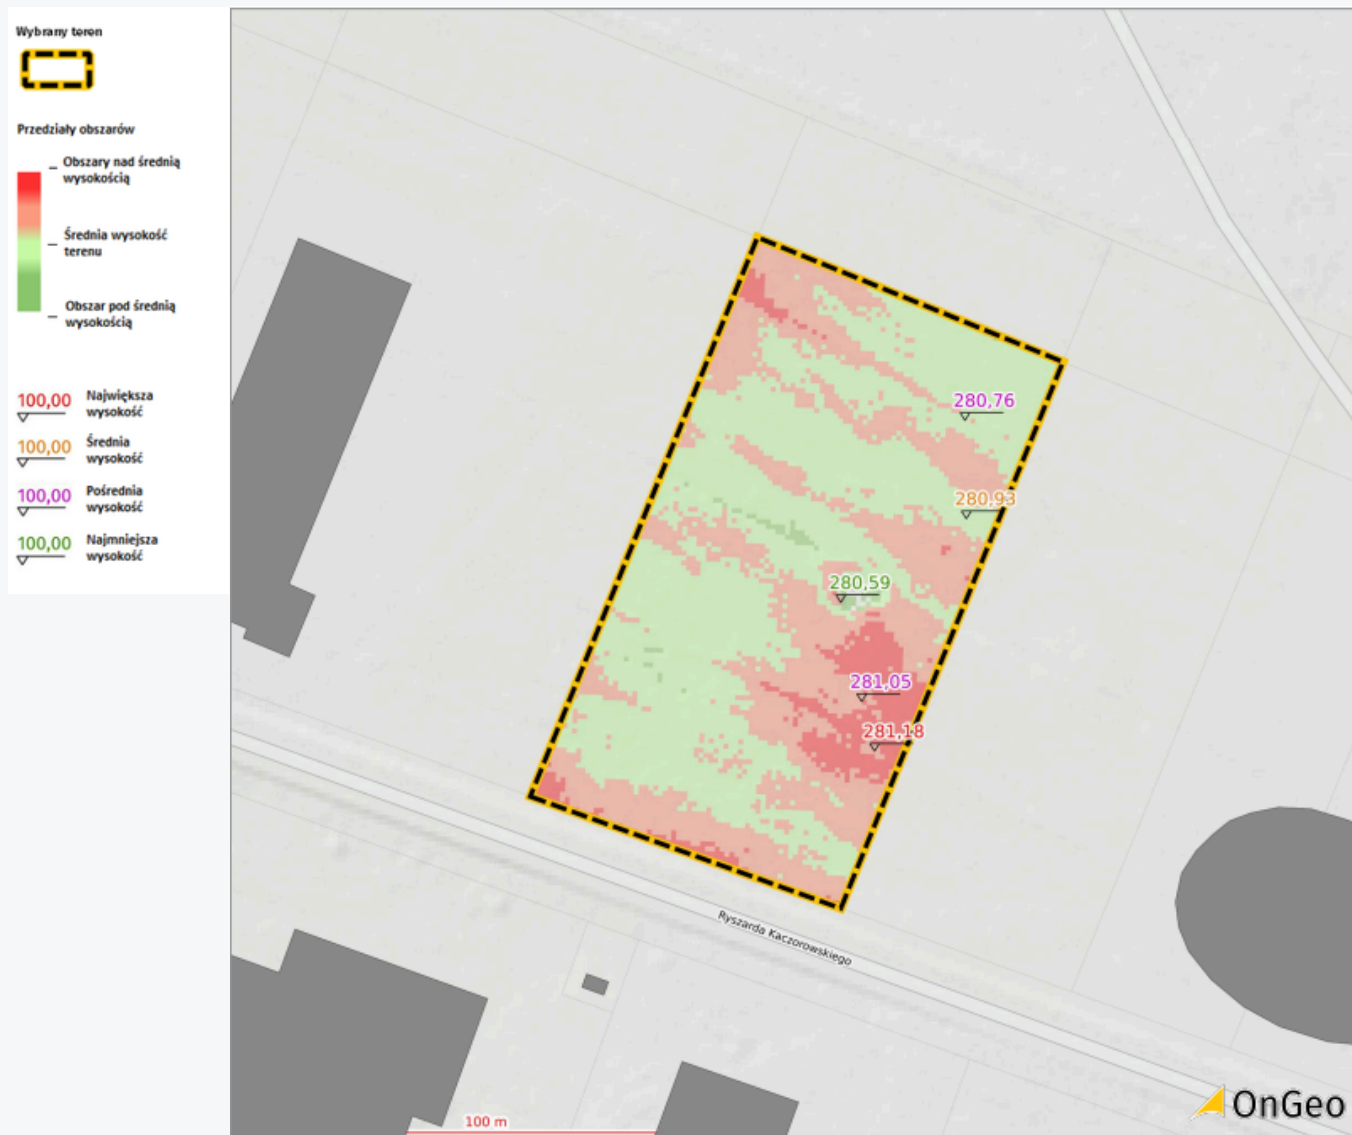 Wybrany teren
Przedziały obszarów
Obszary nad średnią
wysokością
Średnia wysokość
terenu
Obszar pod średnią
wysokością
100,00
Największa
wysokość
100,00
Średnia
wysokość
100,00
Pośrednia
wysokość
100,00
Najmniejsza
wysokość
280,76
280,93
280,59
281,05
281,18
Ryszarda Kaczorowskiego
100 m
OnGeo